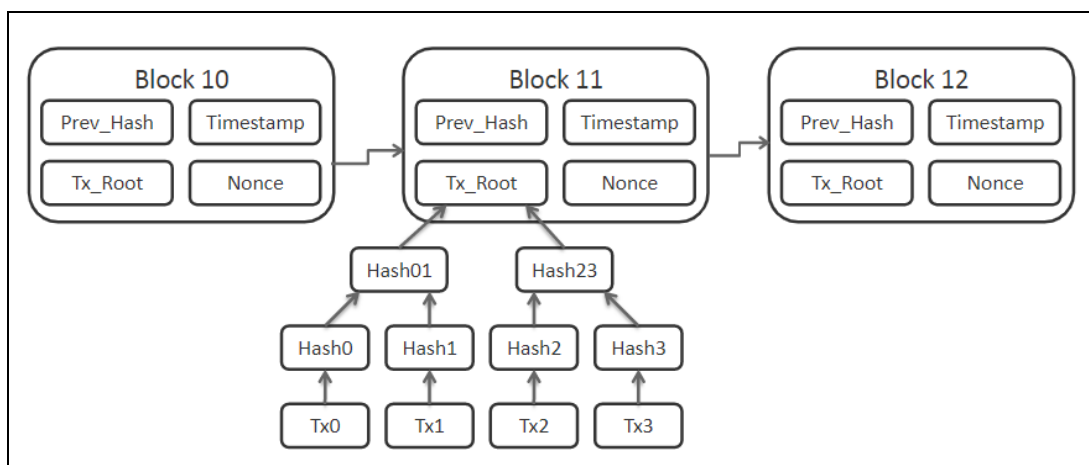 Block 10
Block 11
Block 12
Prev_Hash
Timestamp
Prev_Hash
Timestamp
Prev_Hash
Timestamp
Tx_Root
Nonce
Tx_Root
Nonce
Tx_Root
Nonce
Hash01
Hash23
Hash0
Hash1
Hash2
Hash3
Tx0
Tx1
Tx2
Tx3